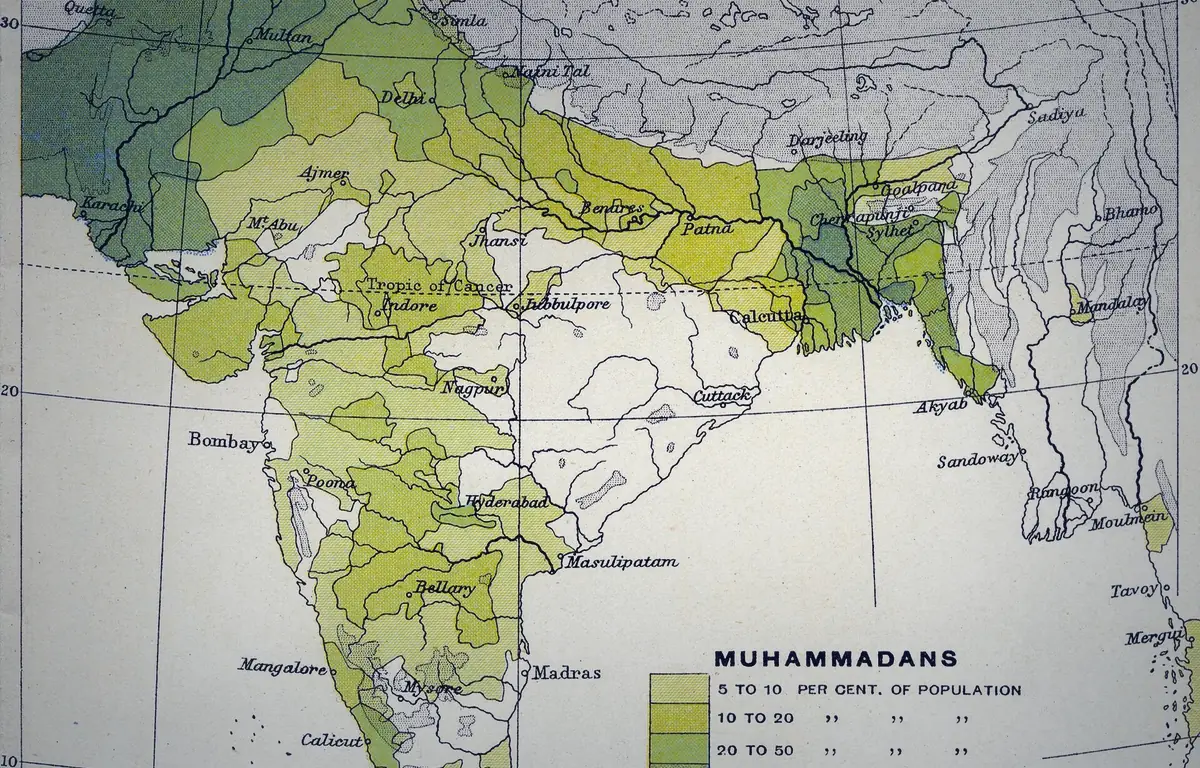 30
30
Quetta
Simla
Multan
Naini Tal
Delhi
Sadiya
Darjeeling
Ajmer
Goalpara
Karachi
Benares
Cherrapunji
Bhamo
Mt. Abu
Patna
Sylhet
Jhansi
Tropic of Cancer
Indore
Jubbulpore
Mandalay
Calcutta
20
20
Nagpur
Cuttack
Akyab
Bombay
Sandoway
Poona
Rangoon
Hyderabad
Moulmein
Masulipatam
Bellary
Tavoy
Mergui
MUHAMMADANS
Mangalore
Madras
Mysore
5 TO 10 PER CENT. OF POPULATION
10 TO 20 ,, ,, ,,
Calicut
20 TO 50 ,, ,, ,,
10